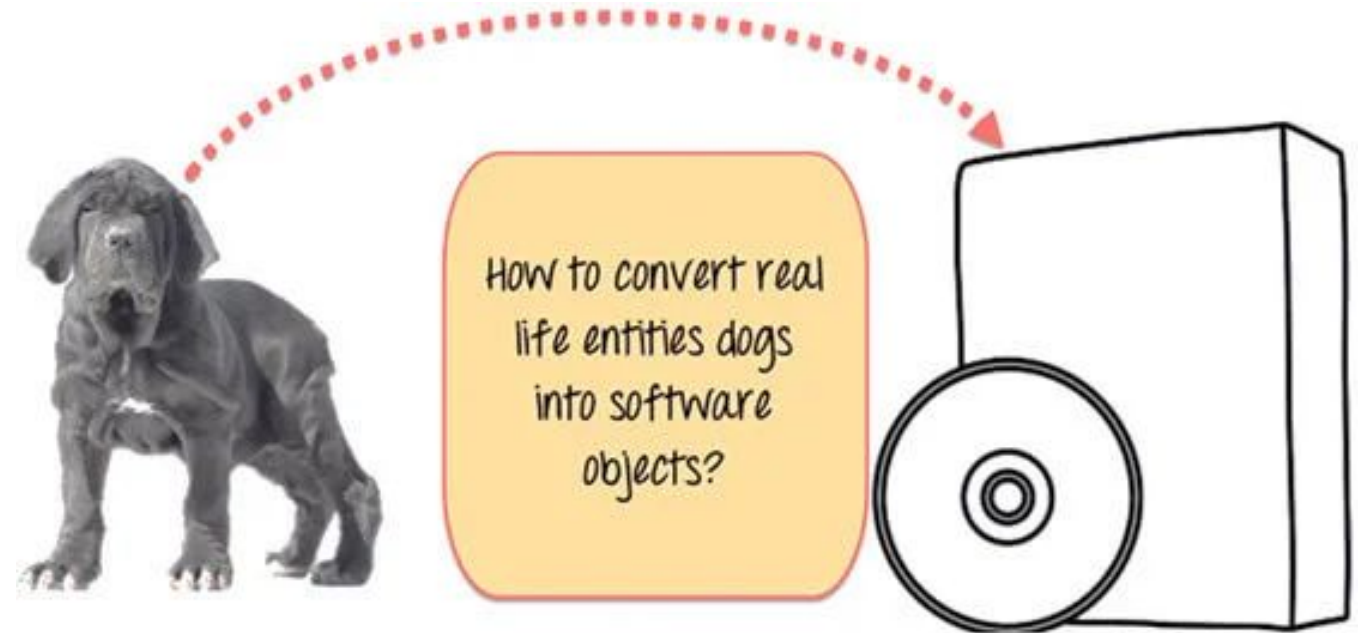 How to convert real
life entities dogs
into software
objects?